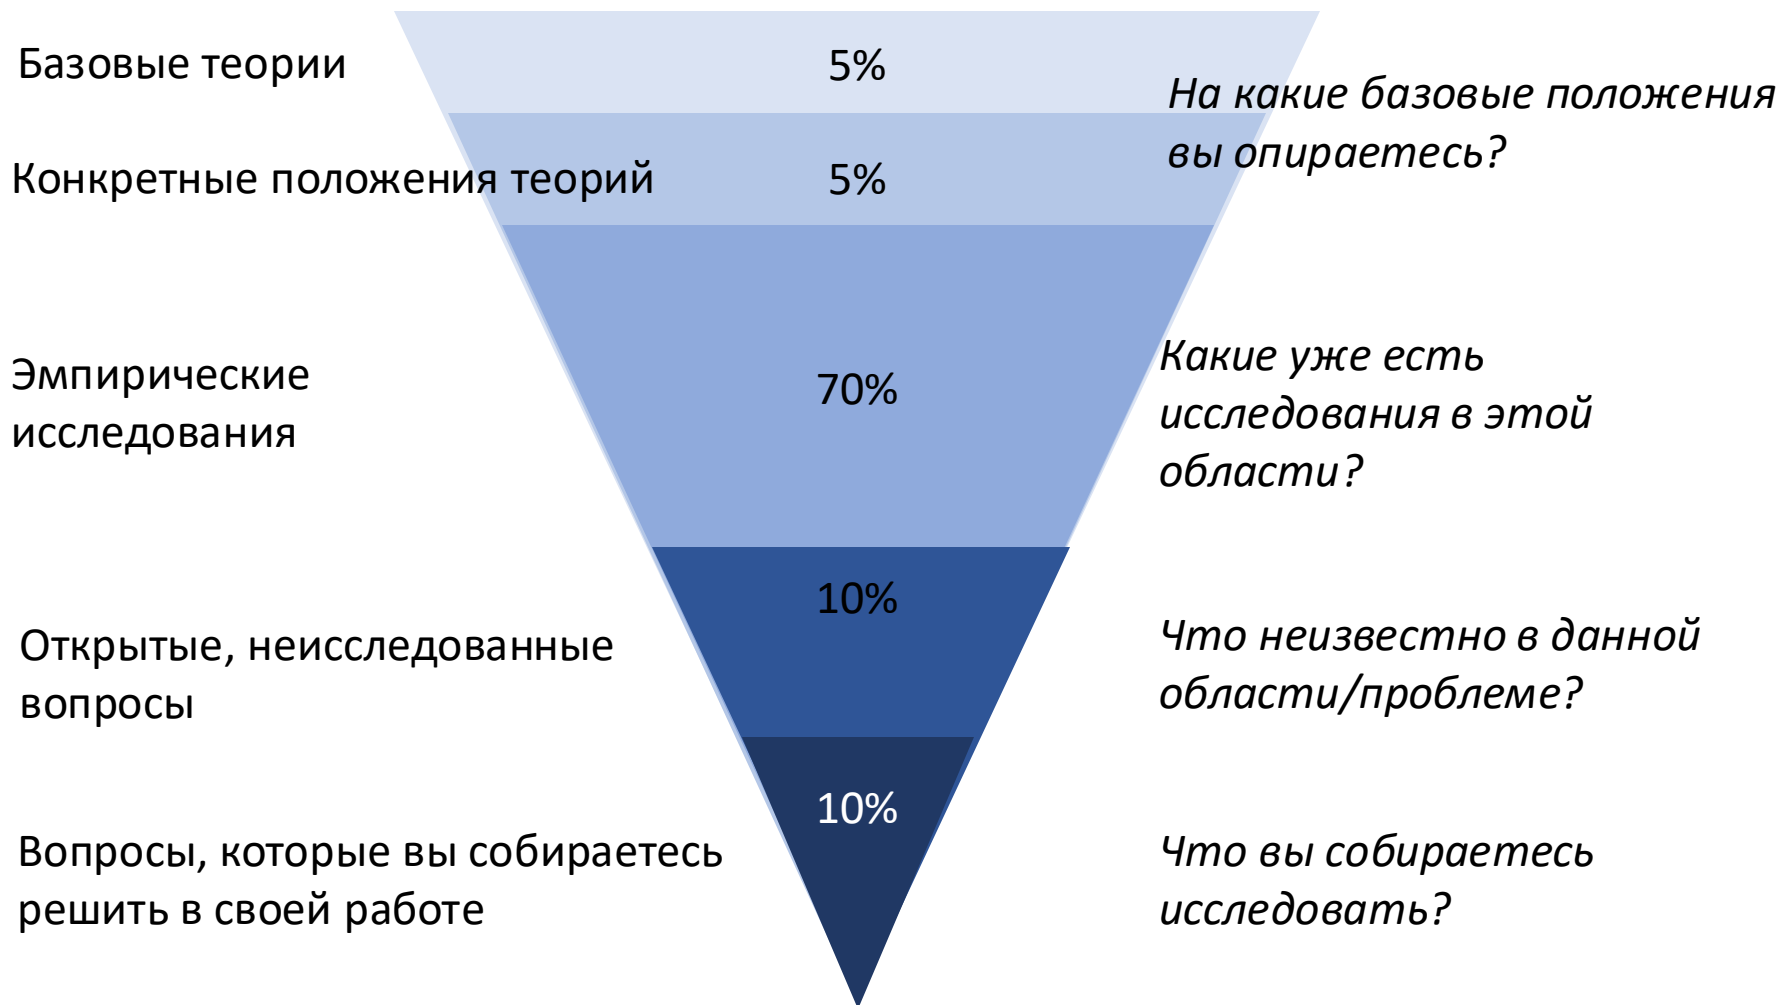 Базовые теории
5%
На какие базовые положения
вы опираетесь?
Конкретные положения теорий
5%
Эмпирические
исследования
70%
Какие уже есть
исследования в этой
области?
10%
Открытые, неисследованные
вопросы
Что неизвестно в данной
области/проблеме?
10%
Вопросы, которые вы собираетесь
решить в своей работе
Что вы собираетесь
исследовать?